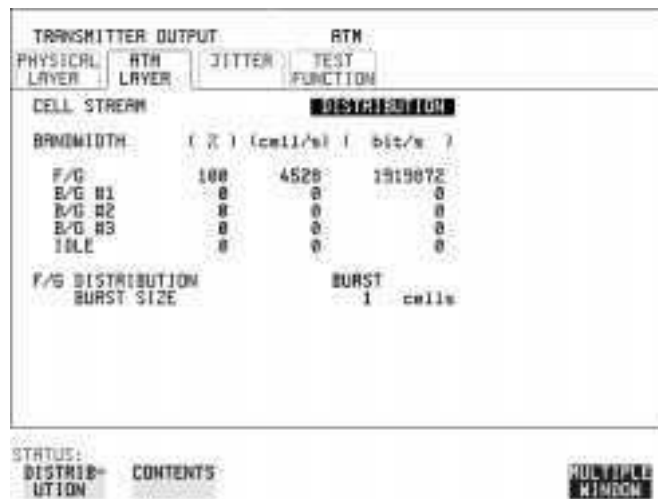 TRANSMITTER OUTPUT ATM
PHYSICAL LAYER ATM LAYER JITTER TEST FUNCTION
CELL STREAM DISTRIBUTION
BANDWIDTH ( % ) (cell/s) ( bit/s )
F/G 100 4528 1919872
B/G #1 0 0 0
B/G #2 0 0 0
B/G #3 0 0 0
IDLE 0 0 0
F/G DISTRIBUTION BURST
BURST SIZE 1 cells
STATUS:
DISTRIB- CONTENTS MULTIPLE
UTION WINDOW